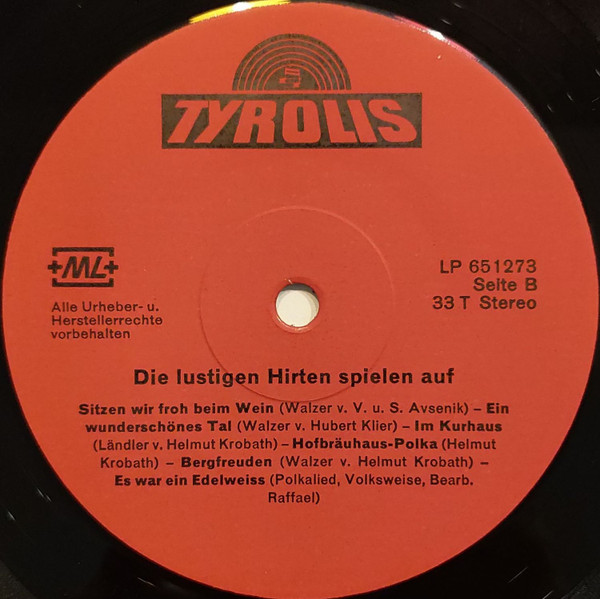 TYROLIS
ML
Alle Urheber- u.
Herstellerrechte
vorbehalten
LP 651273
Seite B
33 T Stereo
Die lustigen Hirten spielen auf
Sitzen wir froh beim Wein (Walzer v. V. u. S. Avsenik) – Ein
wunderschönes Tal (Walzer v. Hubert Klier) – Im Kurhaus
(Ländler v. Helmut Krobath) – Hofbräuhaus-Polka (Helmut
Krobath) – Bergfreuden (Walzer v. Helmut Krobath) –
Es war ein Edelweiss (Polkalied, Volksweise, Bearb.
Raffael)